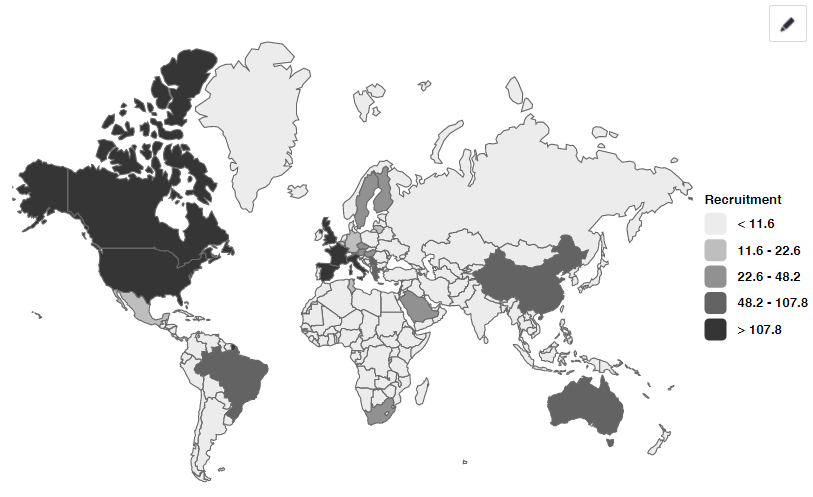 Recruitment
< 11.6
11.6 - 22.6
22.6 - 48.2
48.2 - 107.8
> 107.8